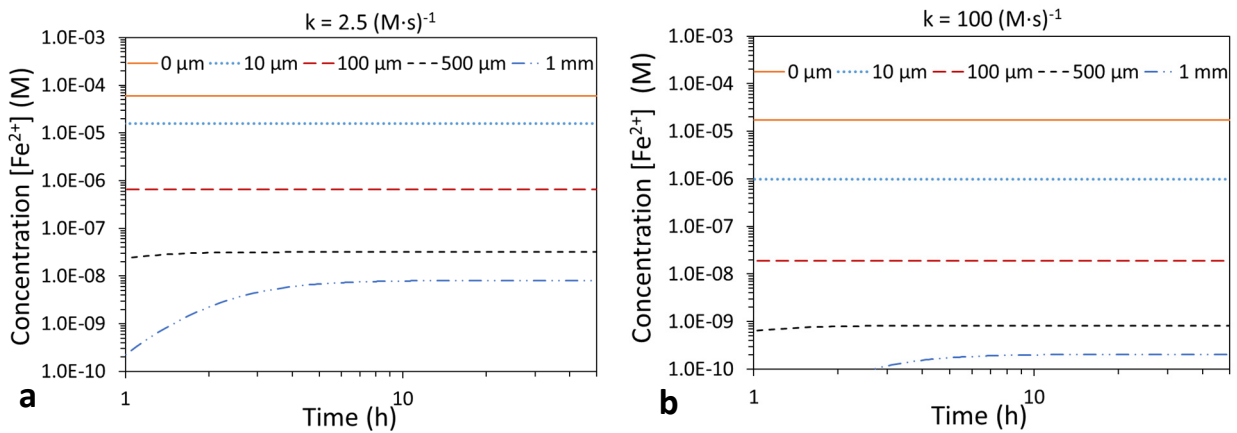 k = 2.5 (M·s)-1
1.0E-03
0 µm 10 µm 100 µm 500 µm 1 mm
1.0E-04
1.0E-05
1.0E-06
1.0E-07
1.0E-08
1.0E-09
1.0E-10
Concentration [Fe2+] (M)
1 10
Time (h)
a
k = 100 (M·s)-1
1.0E-03
0 µm 10 µm 100 µm 500 µm 1 mm
1.0E-04
1.0E-05
1.0E-06
1.0E-07
1.0E-08
1.0E-09
1.0E-10
Concentration [Fe2+] (M)
1 10
Time (h)
b